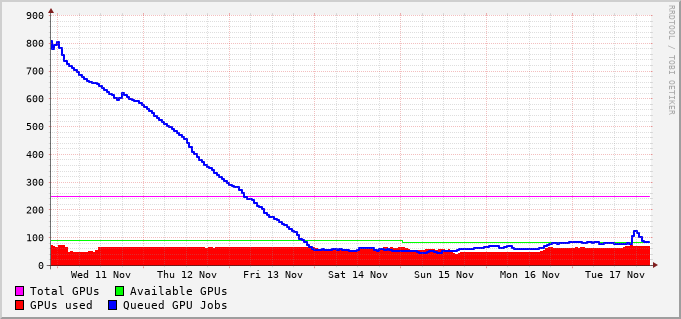 RRDTOOL / TOBI OETIKER
900
800
700
600
500
400
300
200
100
0
Wed 11 Nov Thu 12 Nov Fri 13 Nov Sat 14 Nov Sun 15 Nov Mon 16 Nov Tue 17 Nov
Total GPUs Available GPUs
GPUs used Queued GPU Jobs